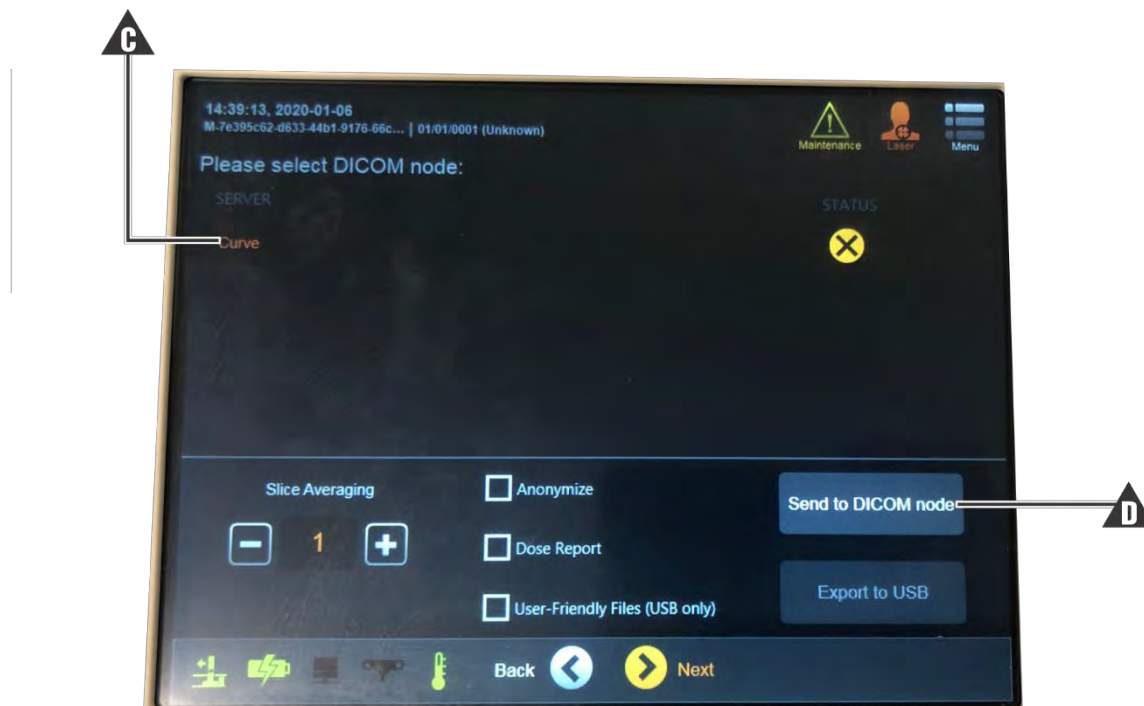 C
14:39:13, 2020-01-06
M-7e395c62-d633-44b1-9176-66c... | 01/01/0001 (Unknown)
Maintenance
Laser
Menu
Please select DICOM node:
SERVER
STATUS
Curve
Slice Averaging
1
Anonymize
Dose Report
User-Friendly Files (USB only)
Send to DICOM node
D
Export to USB
Back
Next